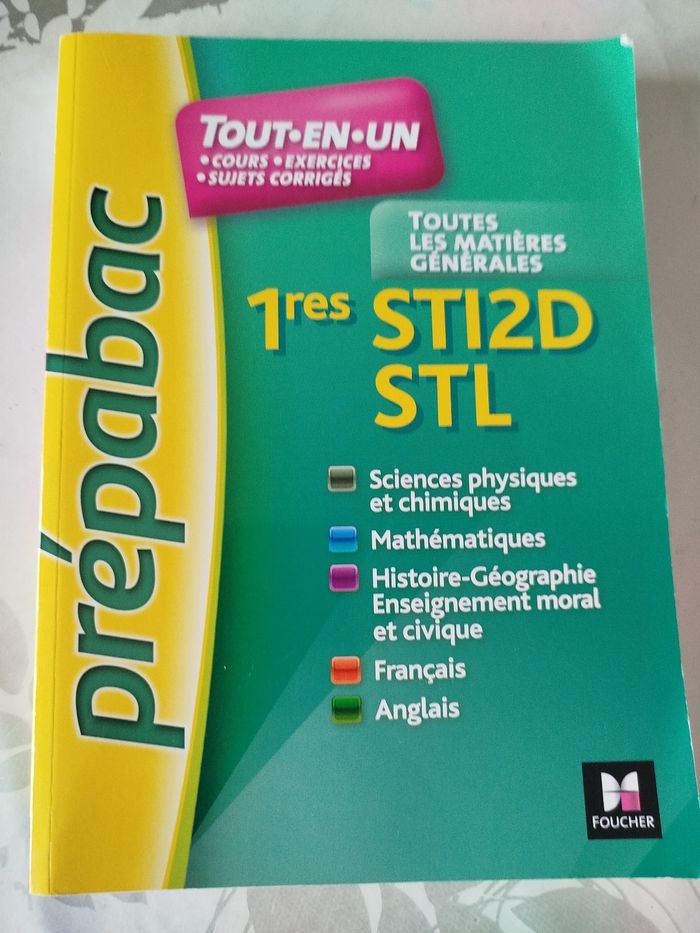 prépabac
TOUT•EN•UN
•COURS •EXERCICES
•SUJETS CORRIGÉS
TOUTES
LES MATIÈRES
GÉNÉRALES
1res STI2D
STL
Sciences physiques
et chimiques
Mathématiques
Histoire-Géographie
Enseignement moral
et civique
Français
Anglais
FOUCHER